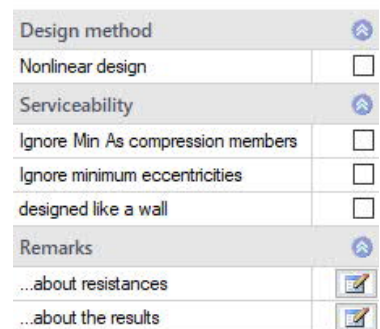 Design method
Nonlinear design
Serviceability
Ignore Min As compression members
Ignore minimum eccentricities
designed like a wall
Remarks
...about resistances
...about the results